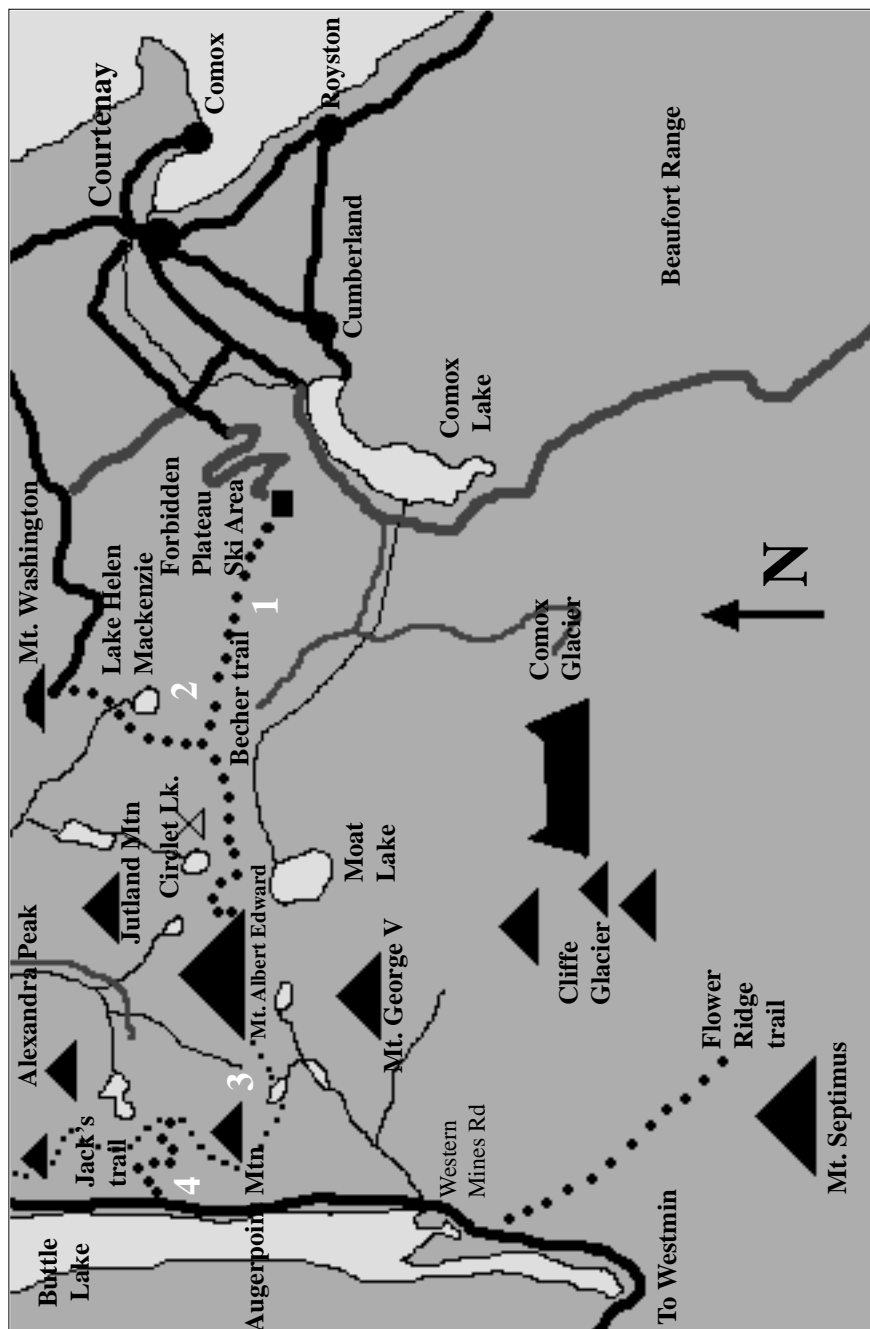 Buttle
Lake
Jack's
trail
Alexandra Peak
Jutland Mtn
Circlet Lk.
Mt. Washington
Lake Helen
Mackenzie
Forbidden
Plateau
Ski Area
Courtenay
Comox
Royston
Cumberland
Comox
Lake
Beaufort Range
4
3
2
1
Becher trail
Augerpoint Mtn
Mt. Albert Edward
Moat
Lake
Mt. George V
Western
Mines Rd
Comox
Glacier
N
Cliffe
Glacier
Flower
Ridge
trail
To Westmin
Mt. Septimus